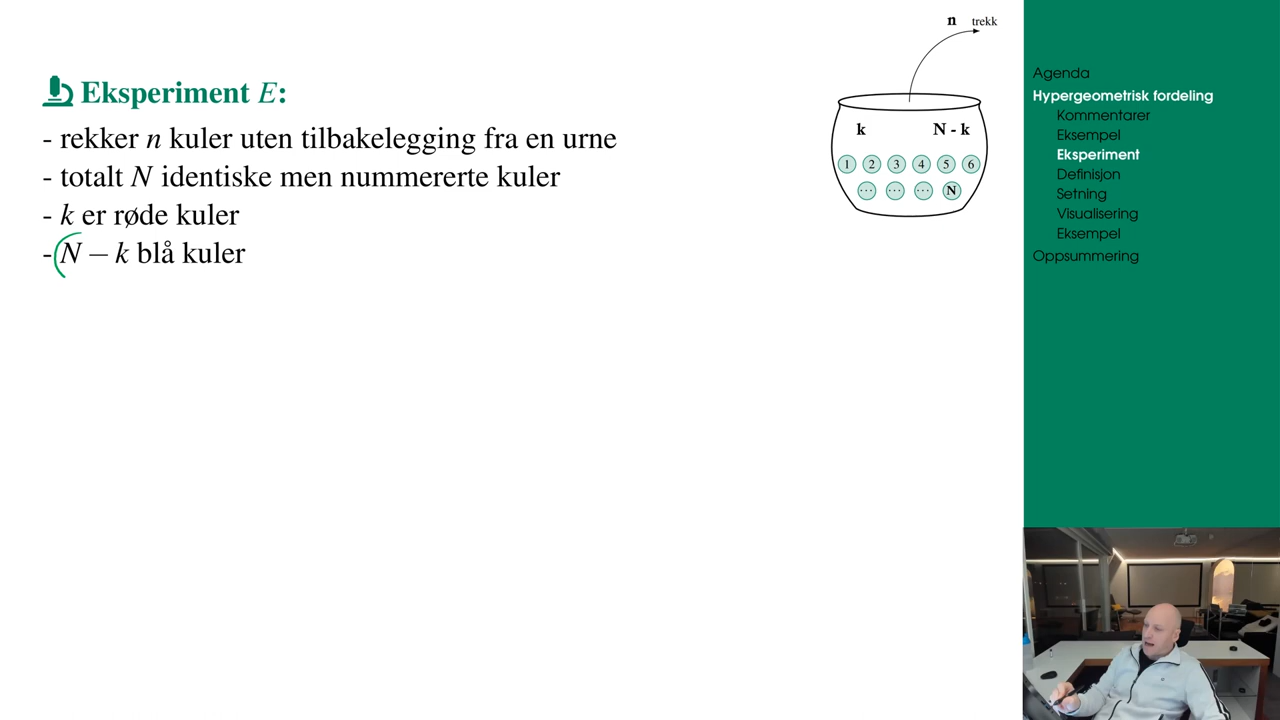 Eksperiment E:
- rekker n kuler uten tilbakelegging fra en urne
- totalt N identiske men nummererte kuler
- k er røde kuler
- N − k blå kuler
n trekk
k N - k
1 2 3 4 5 6
... ... ... N
Agenda
Hypergeometrisk fordeling
Kommentarer
Eksempel
Eksperiment
Definisjon
Setning
Visualisering
Eksempel
Oppsummering